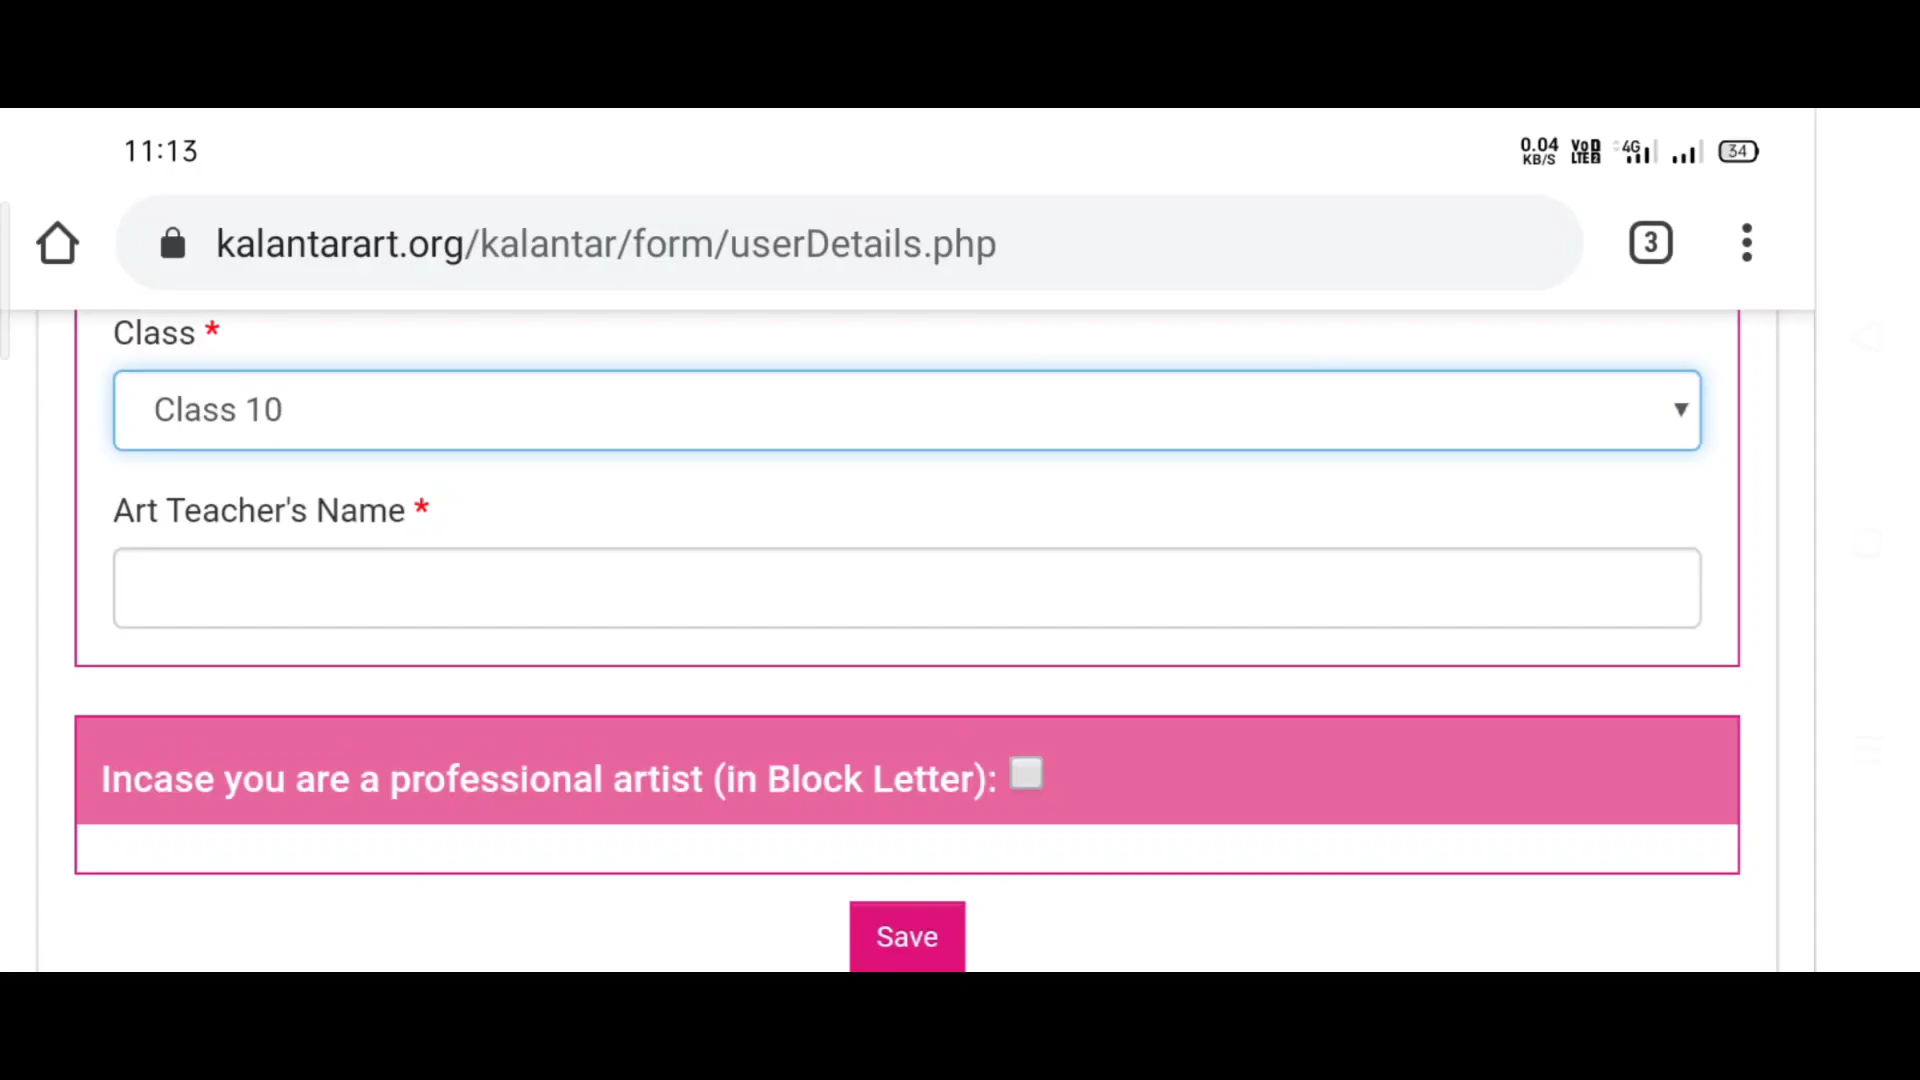 11:13
0.04 KB/S VoD LTE2 4G 34
kalantarart.org/kalantar/form/userDetails.php
3
Class *
Class 10
Art Teacher's Name *
Incase you are a professional artist (in Block Letter):
Save